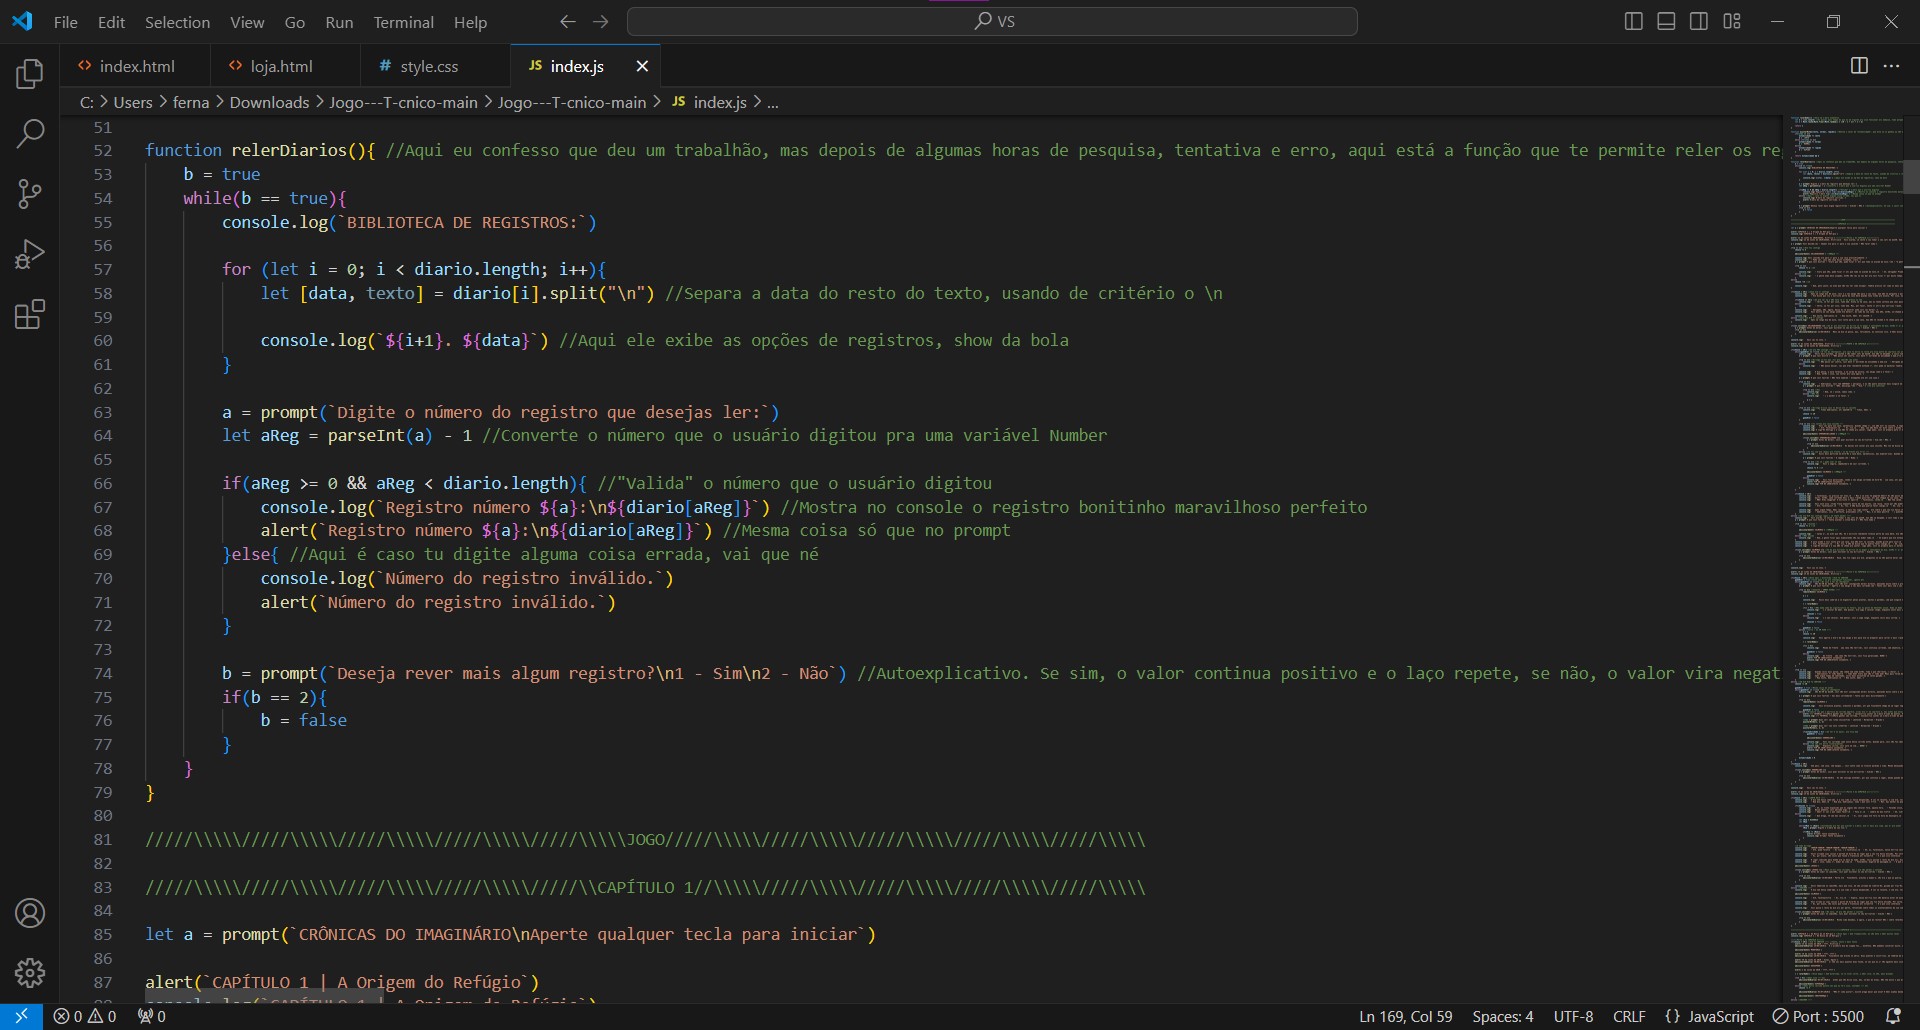 File Edit Selection View Go Run Terminal Help VS
index.html loja.html # style.css JS index.js
C: > Users > ferna > Downloads > Jogo---T-cnico-main > Jogo---T-cnico-main > JS index.js > ...
51
52 function relerDiarios(){ //Aqui eu confesso que deu um trabalhão, mas depois de algumas horas de pesquisa, tentativa e erro, aqui está a função que te permite reler os
53 b = true
54 while(b == true){
55 console.log(`BIBLIOTECA DE REGISTROS:`)
56
57 for (let i = 0; i < diario.length; i++){
58 let [data, texto] = diario[i].split("\n") //Separa a data do resto do texto, usando de critério o \n
59
60 console.log(`${i+1}. ${data}`) //Aqui ele exibe as opções de registros, show da bola
61 }
62
63 a = prompt(`Digite o número do registro que desejas ler:`)
64 let aReg = parseInt(a) - 1 //Converte o número que o usuário digitou pra uma variável Number
65
66 if(aReg >= 0 && aReg < diario.length){ //"Valida" o número que o usuário digitou
67 console.log(`Registro número ${a}:\n${diario[aReg]}`) //Mostra no console o registro bonitinho maravilhoso perfeito
68 alert(`Registro número ${a}:\n${diario[aReg]}`) //Mesma coisa só que no prompt
69 }else{ //Aqui é caso tu digite alguma coisa errada, vai que né
70 console.log(`Número do registro inválido.`)
71 alert(`Número do registro inválido.`)
72 }
73
74 b = prompt(`Deseja rever mais algum registro?\n1 - Sim\n2 - Não`) //Autoexplicativo. Se sim, o valor continua positivo e o laço repete, se não, o valor vira negat
75 if(b == 2){
76 b = false
77 }
78 }
79 }
80
81 /////\\\\\/////\\\\\/////\\\\\/////\\\\\/////\\\\\JOGO/////\\\\\/////\\\\\/////\\\\\/////\\\\\/////\\\\\
82
83 /////\\\\\/////\\\\\/////\\\\\/////\\\\\/////\\CAPÍTULO 1//\\\\\/////\\\\\/////\\\\\/////\\\\\/////\\\\\
84
85 let a = prompt(`CRÔNICAS DO IMAGINÁRIO\nAperte qualquer tecla para iniciar`)
86
87 alert(`CAPÍTULO 1 | A Origem do Refúgio`)
88 console.log(`CAPÍTULO 1 | A Origem do Refúgio`)
0 0 0 Ln 169, Col 59 Spaces: 4 UTF-8 CRLF {} JavaScript Port : 5500